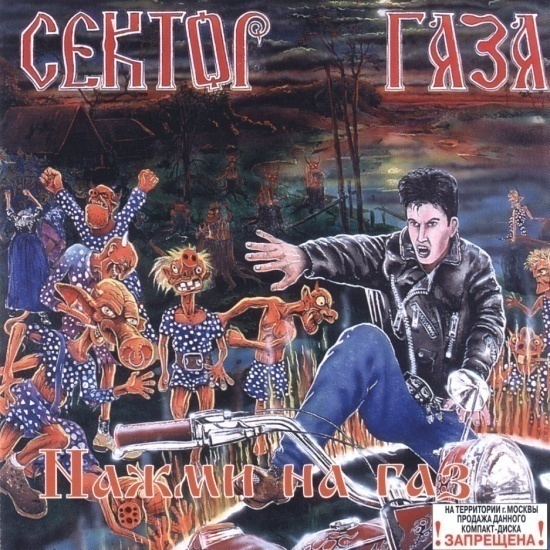 СЕКТОР ГАЗА
Нажми на газ
НА ТЕРРИТОРИИ г. МОСКВЫ
ПРОДАЖА ДАННОГО
КОМПАКТ-ДИСКА
! ЗАПРЕЩЕНА !